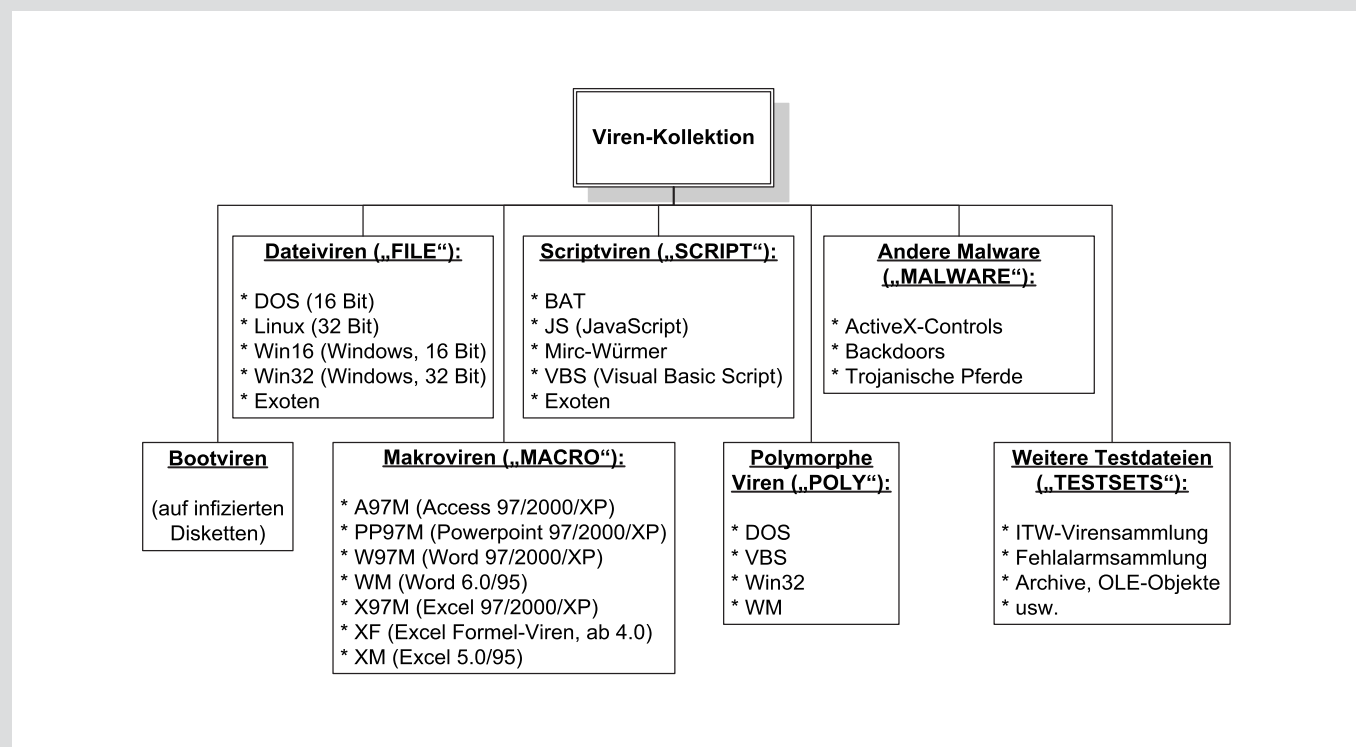 Viren-Kollektion
Dateiviren („FILE“):
* DOS (16 Bit)
* Linux (32 Bit)
* Win16 (Windows, 16 Bit)
* Win32 (Windows, 32 Bit)
* Exoten
Scriptviren („SCRIPT“):
* BAT
* JS (JavaScript)
* Mirc-Würmer
* VBS (Visual Basic Script)
* Exoten
Andere Malware
(„MALWARE“):
* ActiveX-Controls
* Backdoors
* Trojanische Pferde
Bootviren
(auf infizierten
Disketten)
Makroviren („MACRO“):
* A97M (Access 97/2000/XP)
* PP97M (Powerpoint 97/2000/XP)
* W97M (Word 97/2000/XP)
* WM (Word 6.0/95)
* X97M (Excel 97/2000/XP)
* XF (Excel Formel-Viren, ab 4.0)
* XM (Excel 5.0/95)
Polymorphe
Viren („POLY“):
* DOS
* VBS
* Win32
* WM
Weitere Testdateien
(„TESTSETS“):
* ITW-Virensammlung
* Fehlalarmsammlung
* Archive, OLE-Objekte
* usw.